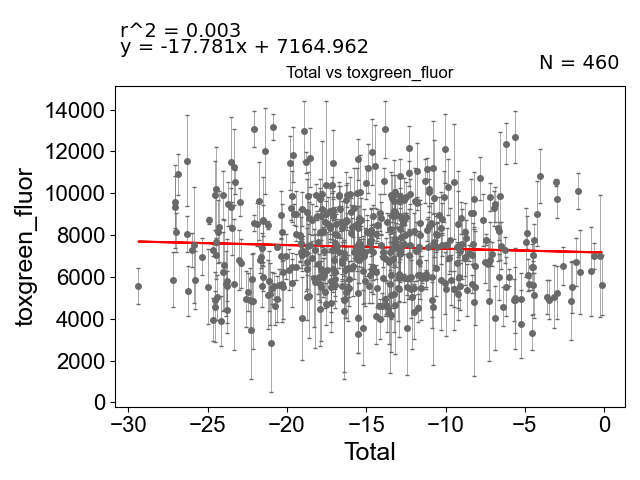 r^2 = 0.003
y = -17.781x + 7164.962
N = 460
Total vs toxgreen_fluor
toxgreen_fluor
14000
12000
10000
8000
6000
4000
2000
0
−30
−25
−20
−15
−10
−5
0
Total